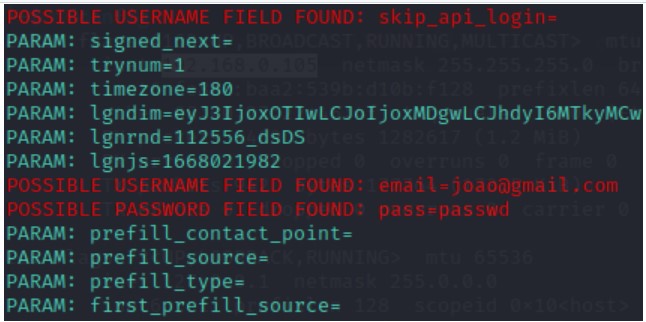 POSSIBLE USERNAME FIELD FOUND: skip_api_login=
PARAM: signed_next=
PARAM: trynum=1
PARAM: timezone=180
PARAM: lgndim=eyJ3IjoxOTIwLCJoIjoxMDgwLCJhdyI6MTkyMCw
PARAM: lgnrnd=112556_dsDS
PARAM: lgnjs=1668021982
POSSIBLE USERNAME FIELD FOUND: email=joao@gmail.com
POSSIBLE PASSWORD FIELD FOUND: pass=passwd
PARAM: prefill_contact_point=
PARAM: prefill_source=
PARAM: prefill_type=
PARAM: first_prefill_source=